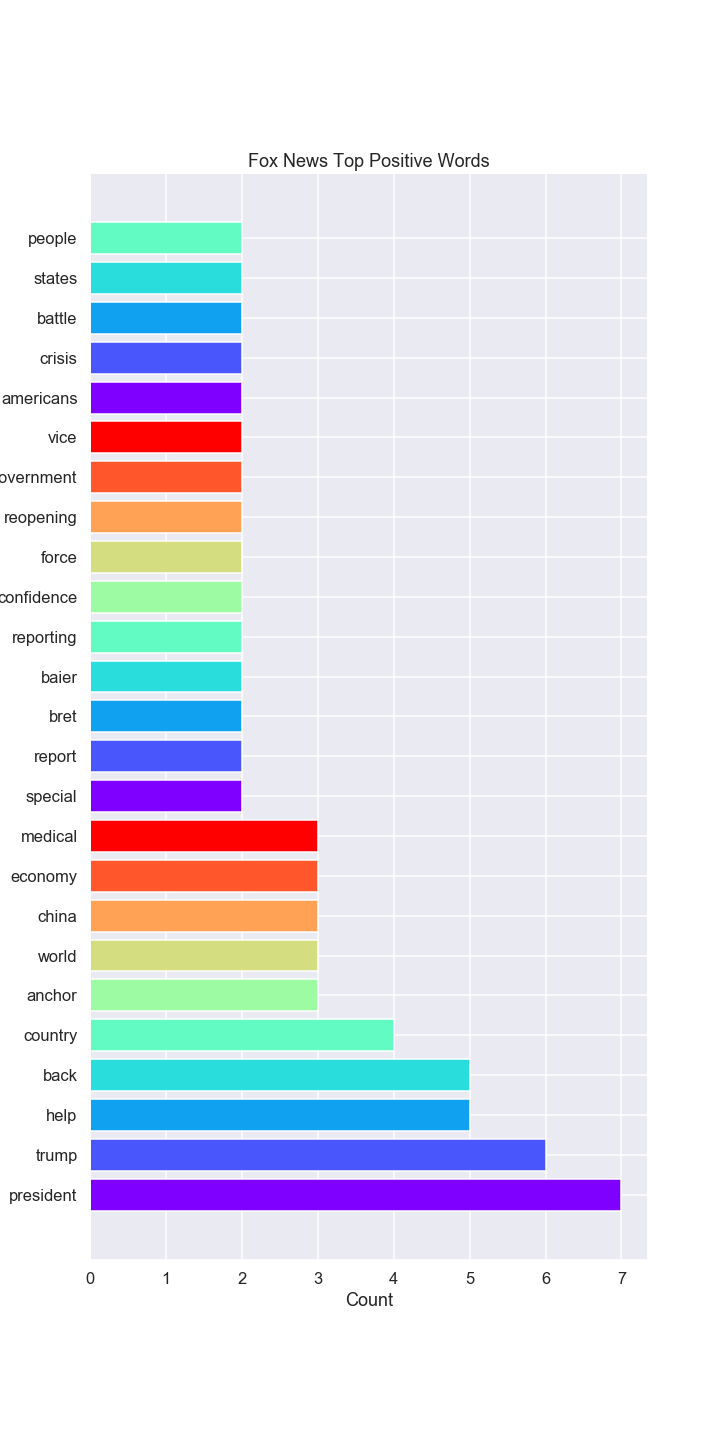 Fox News Top Positive Words
people
states
battle
crisis
americans
vice
overnment
reopening
force
confidence
reporting
baier
bret
report
special
medical
economy
china
world
anchor
country
back
help
trump
president
0 1 2 3 4 5 6 7
Count